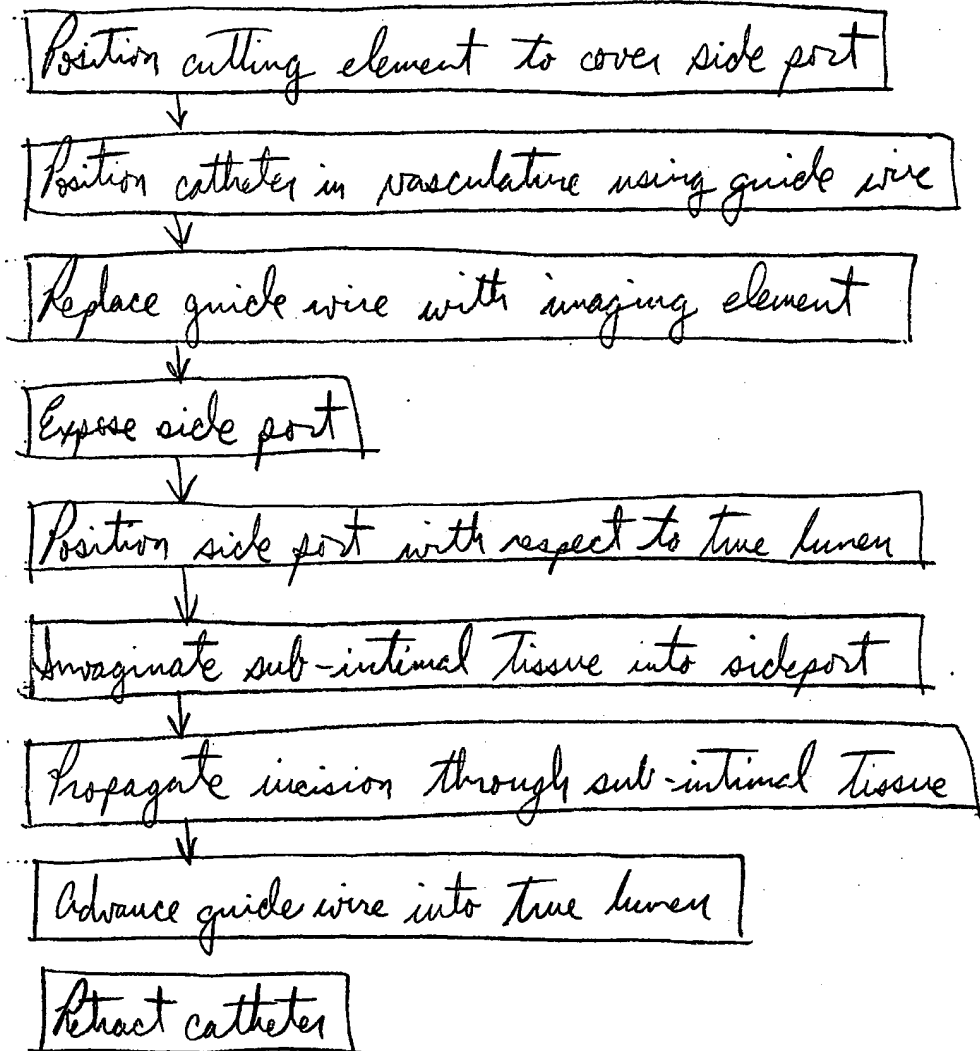 Position cutting element to cover side port
Position catheter in vasculature using guide wire
Replace guide wire with imaging element
Expose side port
Position side port with respect to true lumen
Invaginate sub-intimal tissue into sideport
Propagate incision through sub-intimal tissue
Advance guide wire into true lumen
Retract catheter